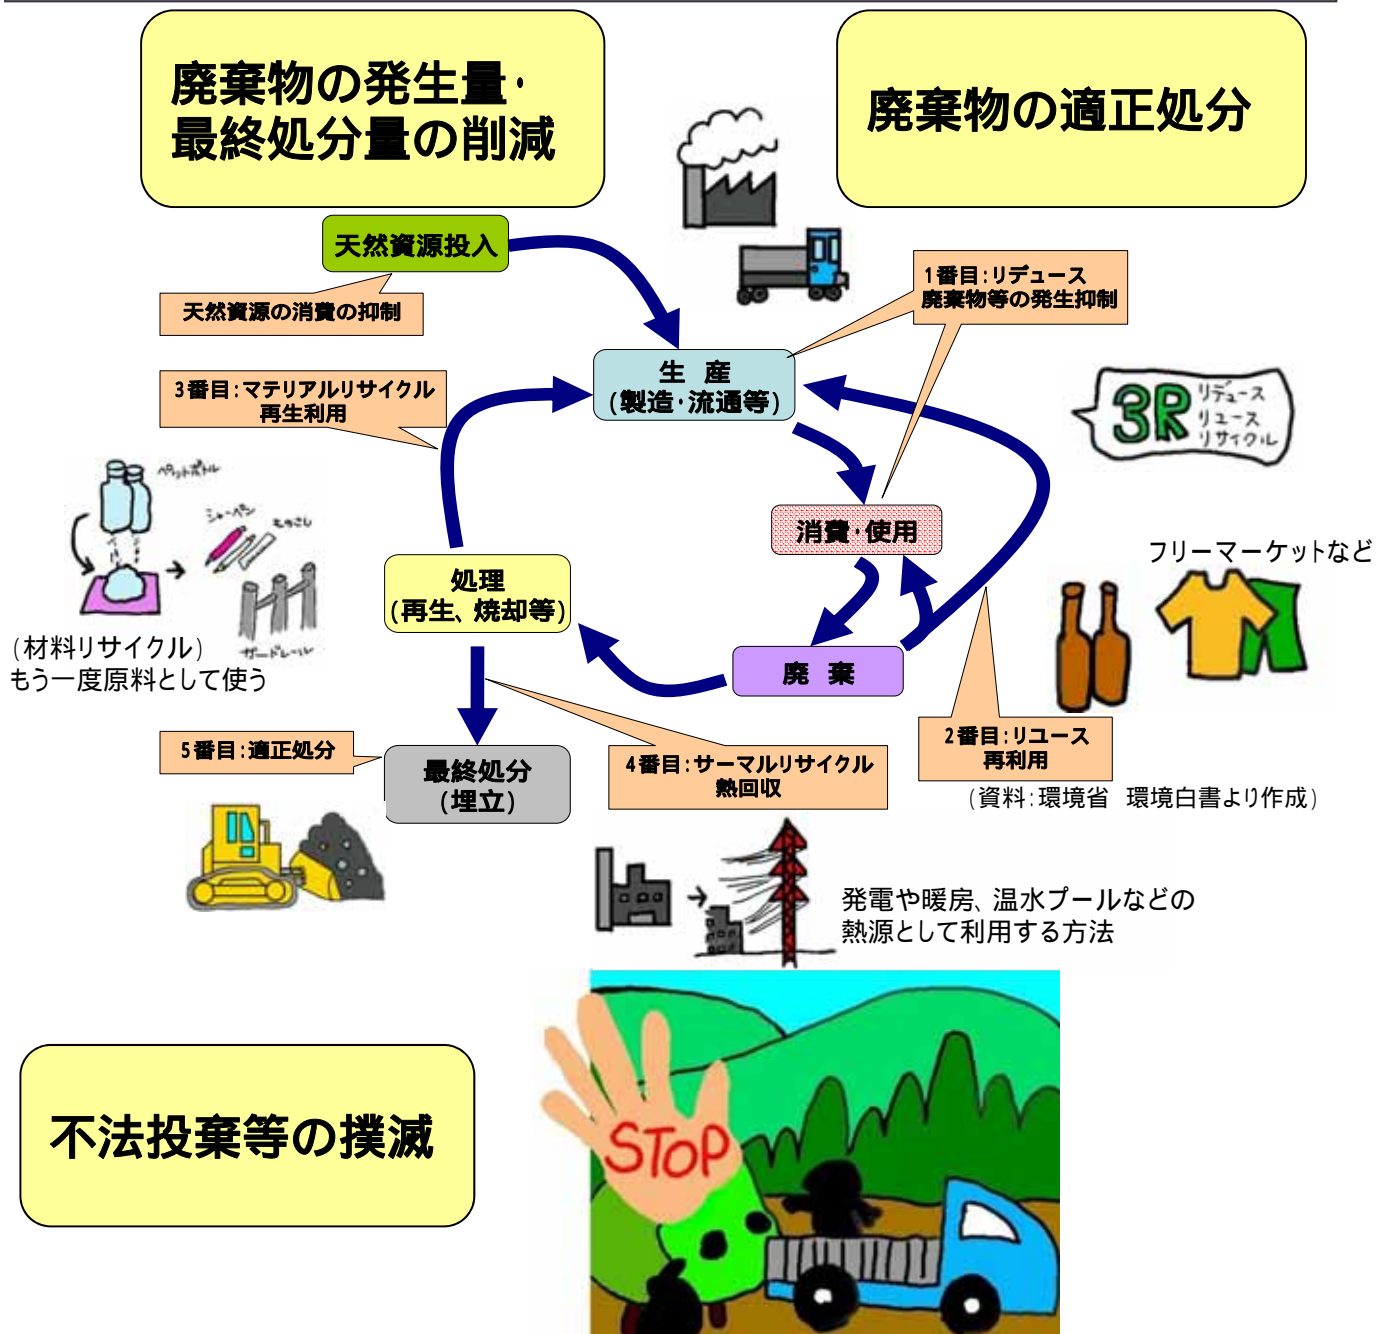 廃棄物の発生量・
最終処分量の削減
廃棄物の適正処分
天然資源投入
天然資源の消費の抑制
1番目:リデュース
廃棄物等の発生抑制
生 産
(製造・流通等)
3番目:マテリアルリサイクル
再生利用
3R
リデュース
リユース
リサイクル
ペットボトル
シャーペン
ものさし
ガードレール
消費・使用
フリーマーケットなど
処理
(再生、焼却等)
(材料リサイクル)
もう一度原料として使う
廃 棄
5番目:適正処分
最終処分
(埋立)
4番目:サーマルリサイクル
熱回収
2番目:リユース
再利用
(資料:環境省 環境白書より作成)
発電や暖房、温水プールなどの
熱源として利用する方法
STOP
不法投棄等の撲滅